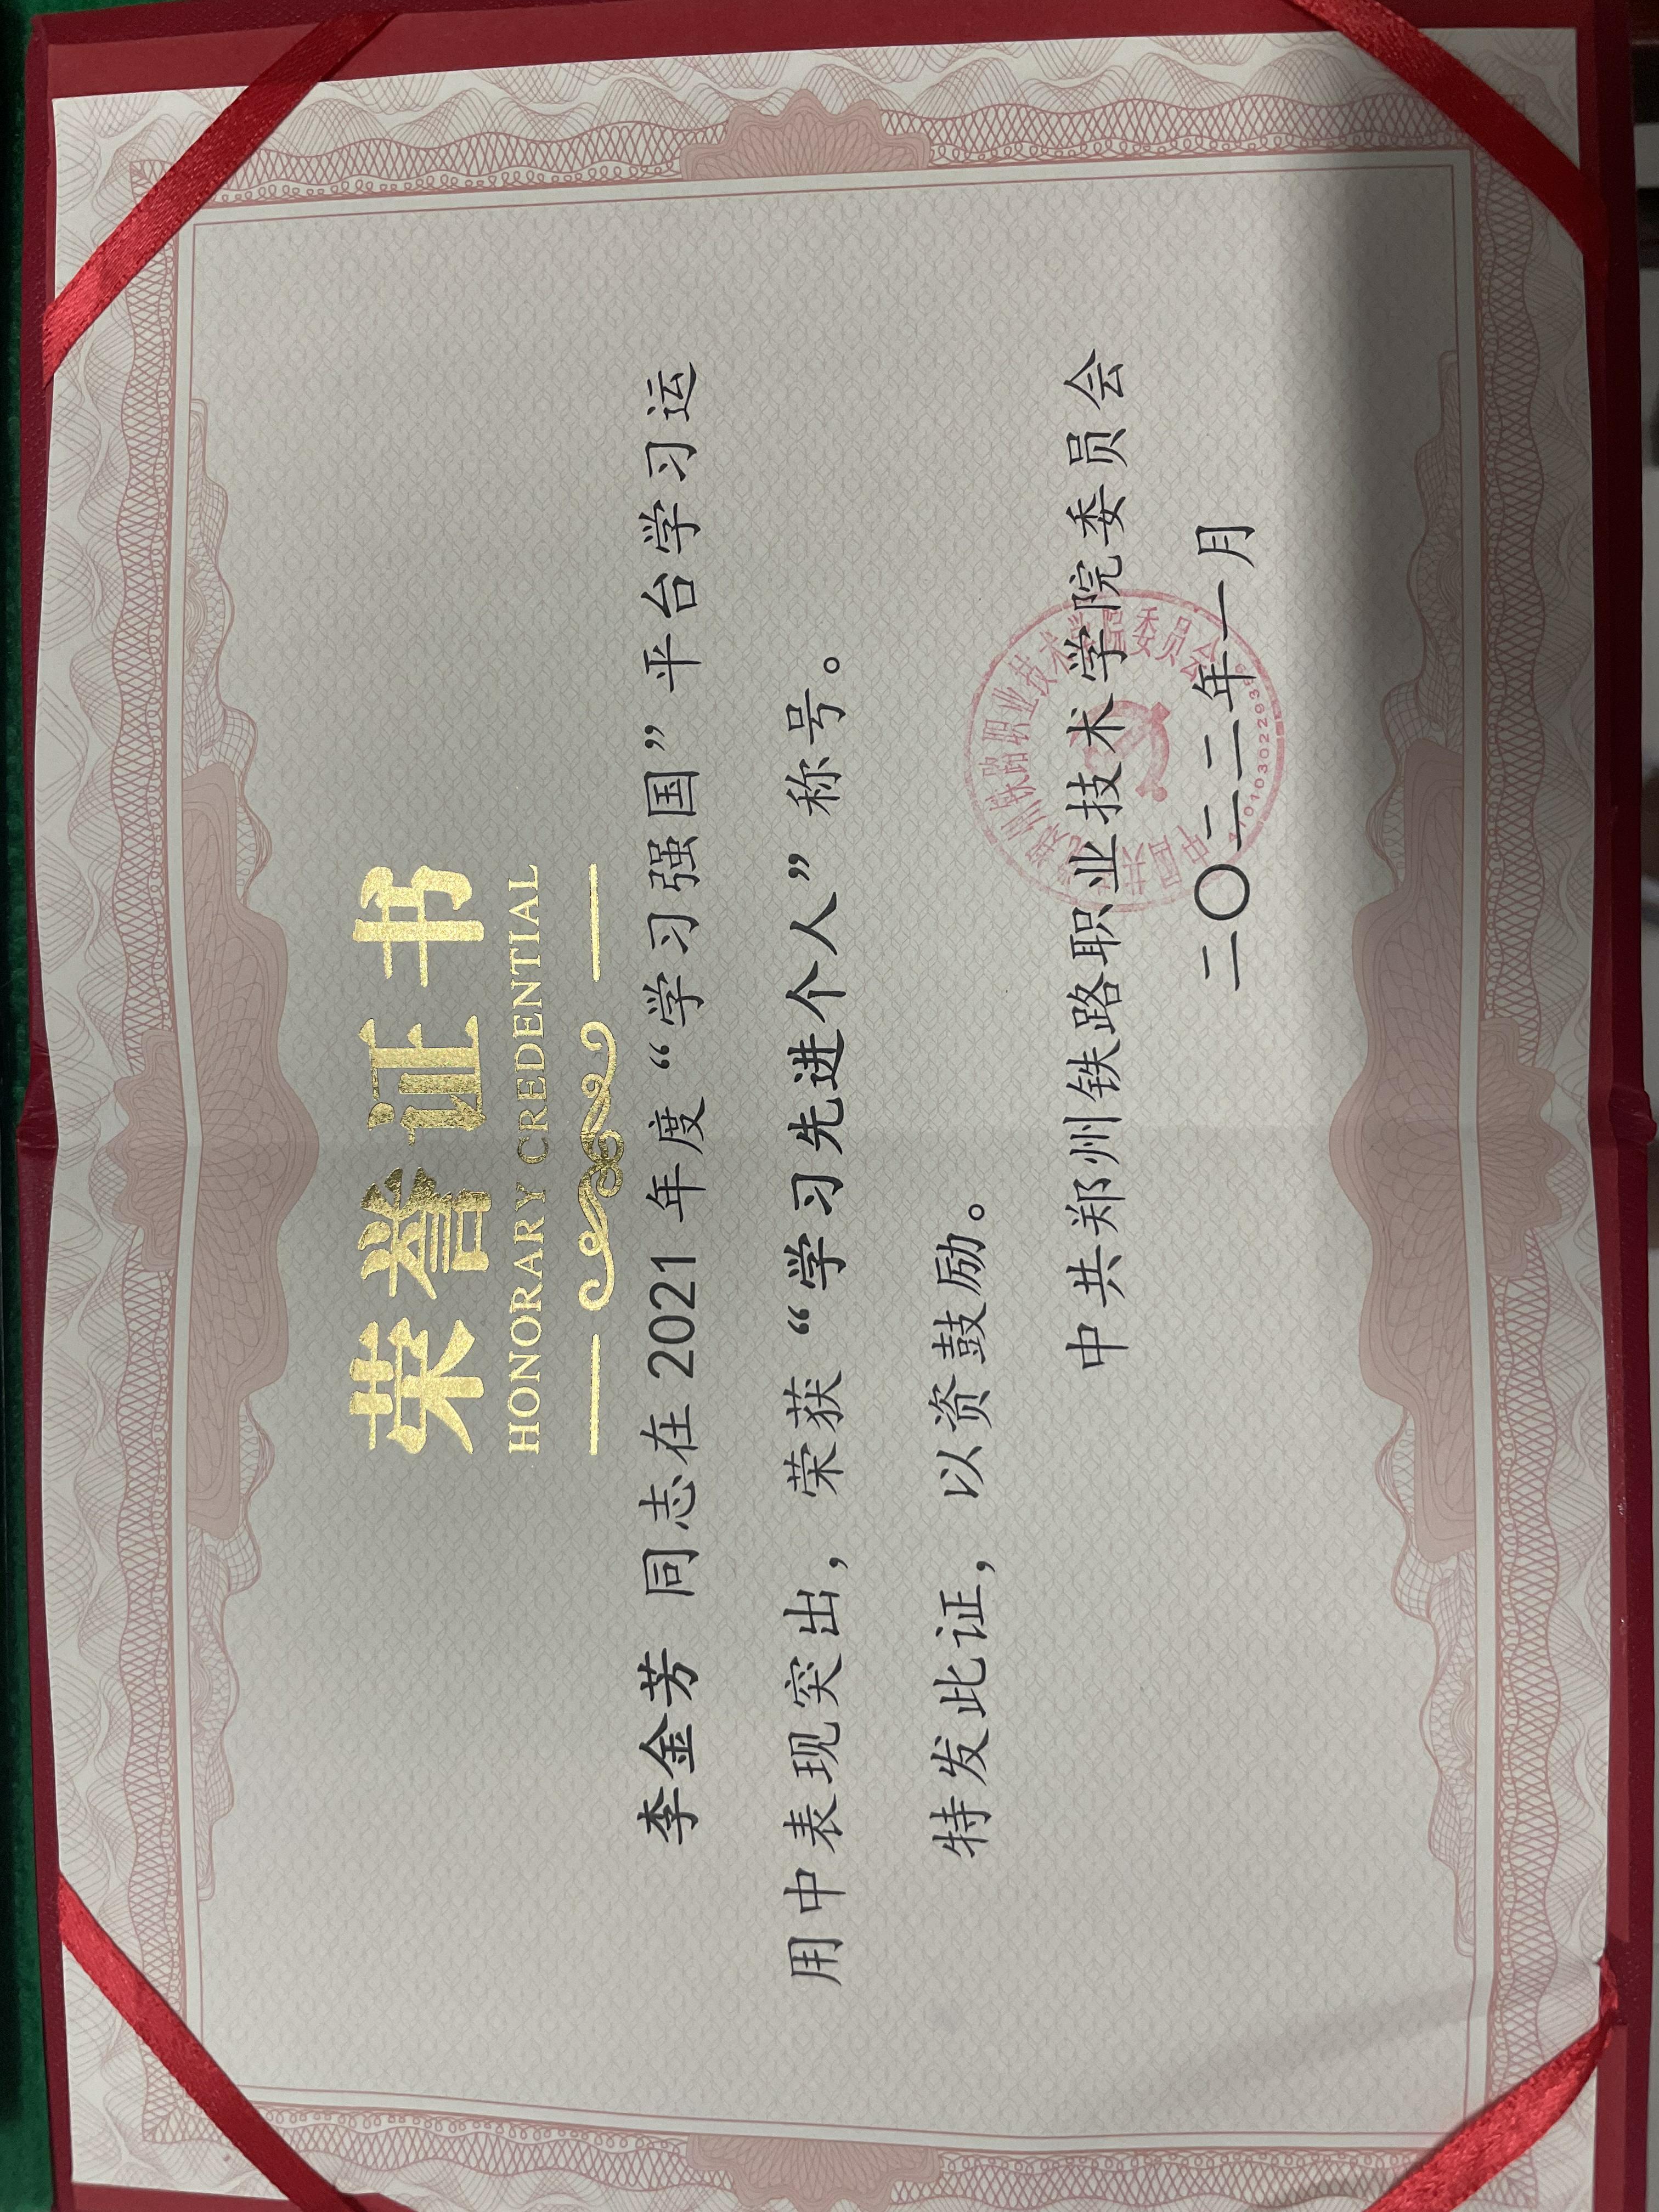 荣誉证书
HONORARY CREDENTIAL
李金芳 同志在 2021 年度“学习强国”平台学习运
用中表现突出，荣获“学习先进个人”称号。
特发此证，以资鼓励。
中共郑州铁路职业技术学院委员会
二〇二二年一月